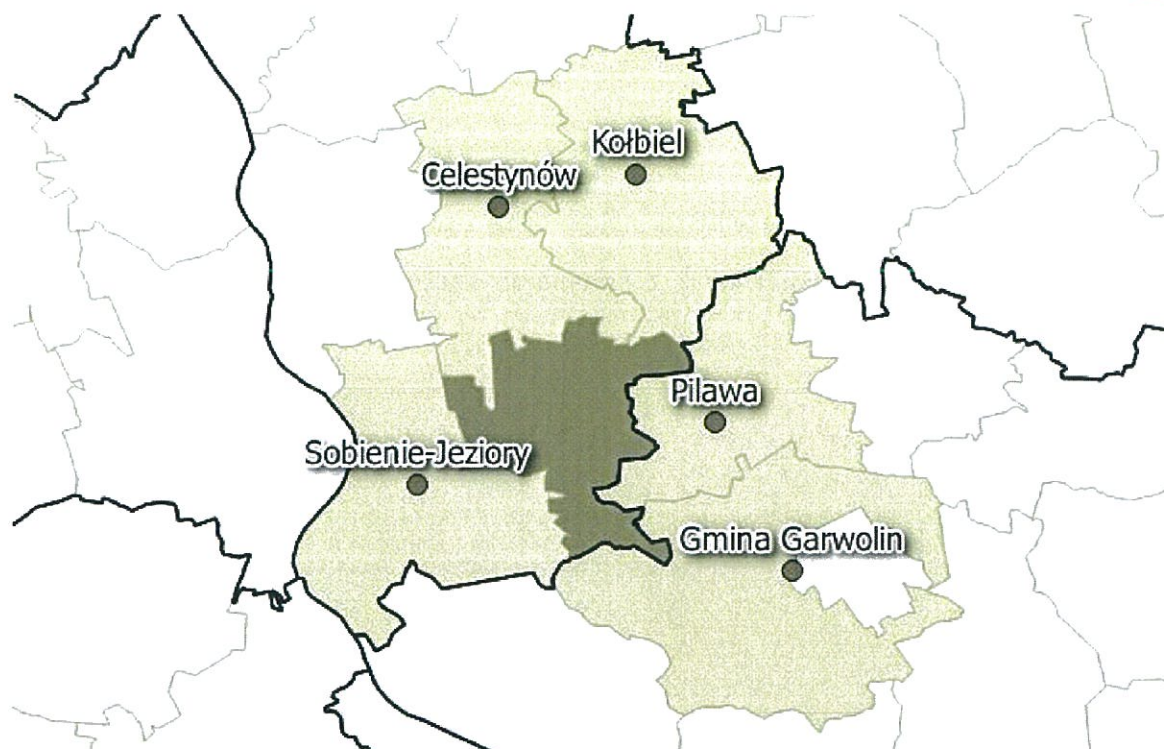 Kołbiel
Celestynów
Pilawa
Sobienie-Jeziory
Gmina Garwolin